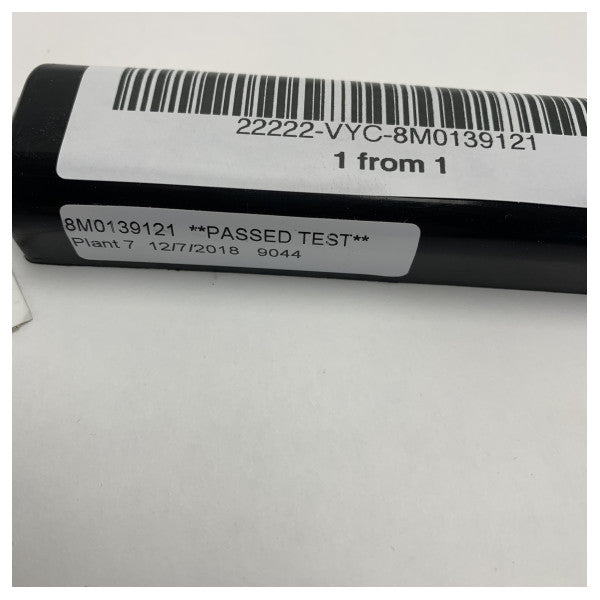 22222-VYC-8M0139121
1 from 1
8M0139121 **PASSED TEST**
Plant 7 12/7/2018 9044